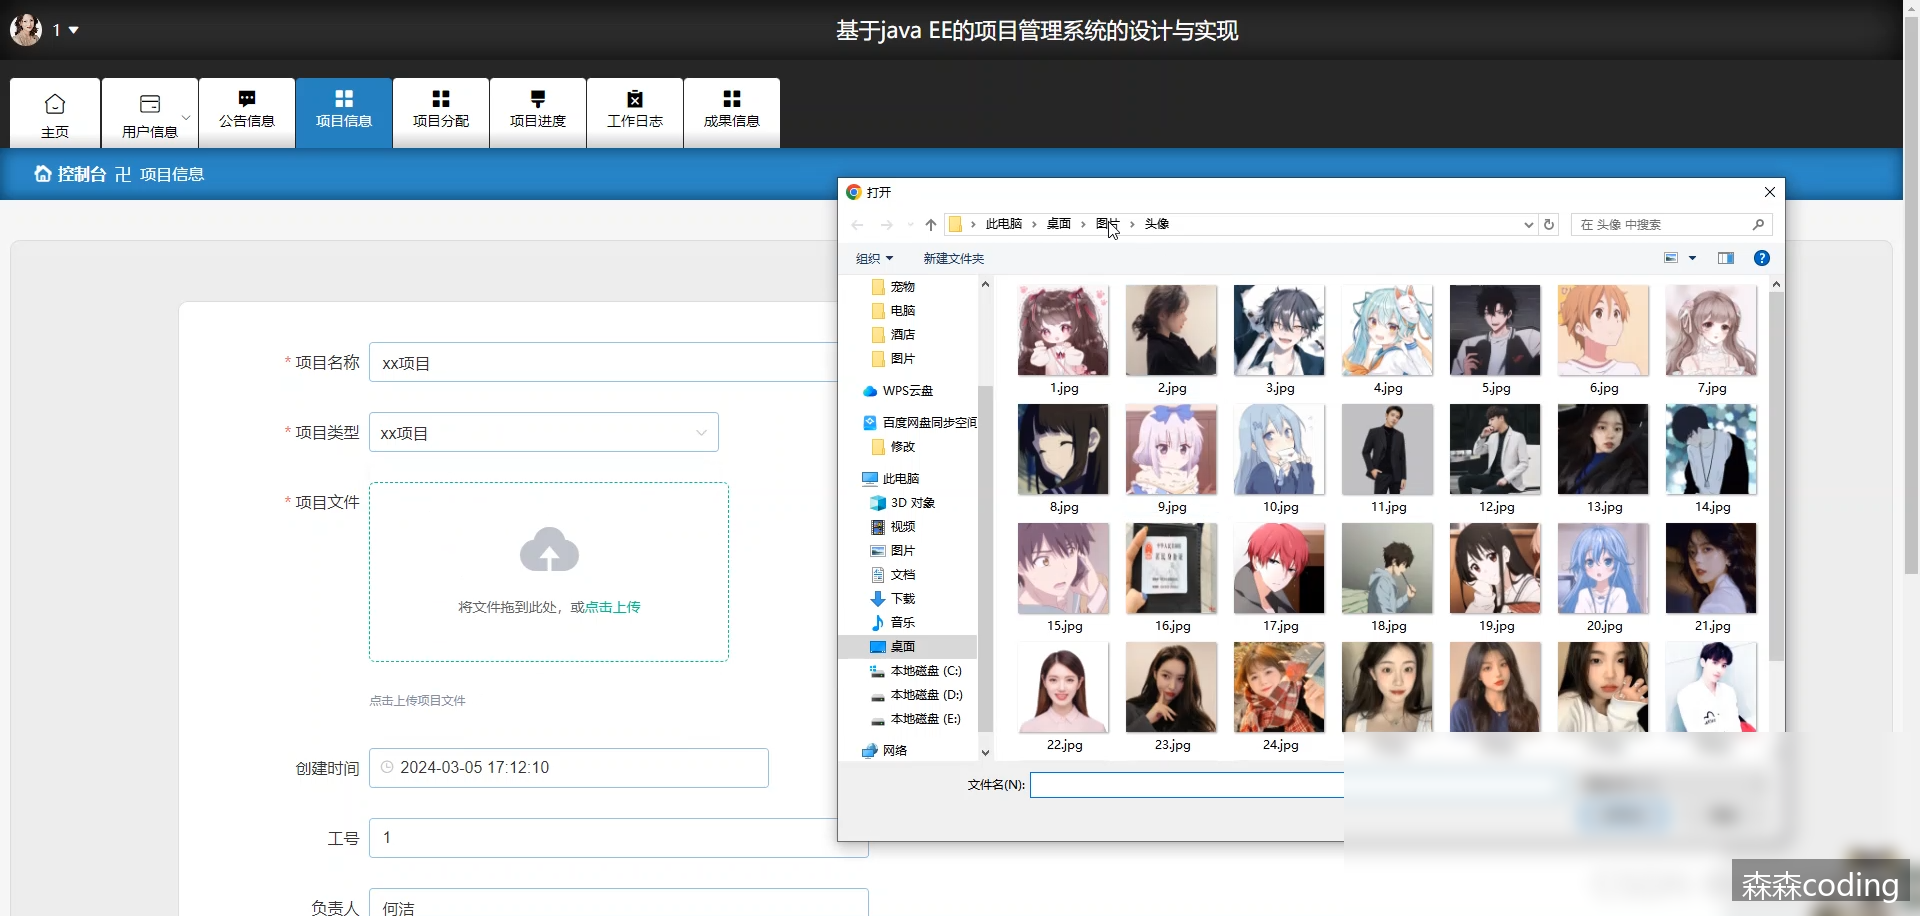 1
基于java EE的项目管理系统的设计与实现
主页
用户信息
公告信息
项目信息
项目分配
项目进度
工作日志
成果信息
控制台 卍 项目信息
* 项目名称
xx项目
* 项目类型
xx项目
* 项目文件
将文件拖到此处，或点击上传
点击上传项目文件
创建时间
2024-03-05 17:12:10
工号
1
负责人
何洁
打开
此电脑 › 桌面 › 图片 › 头像
在 头像 中搜索
组织
新建文件夹
宠物
电脑
酒店
图片
WPS云盘
百度网盘同步空间
修改
此电脑
3D 对象
视频
图片
文档
下载
音乐
桌面
本地磁盘 (C:)
本地磁盘 (D:)
本地磁盘 (E:)
网络
1.jpg
2.jpg
3.jpg
4.jpg
5.jpg
6.jpg
7.jpg
8.jpg
9.jpg
10.jpg
11.jpg
12.jpg
13.jpg
14.jpg
15.jpg
16.jpg
17.jpg
18.jpg
19.jpg
20.jpg
21.jpg
22.jpg
23.jpg
24.jpg
文件名(N):
森森coding